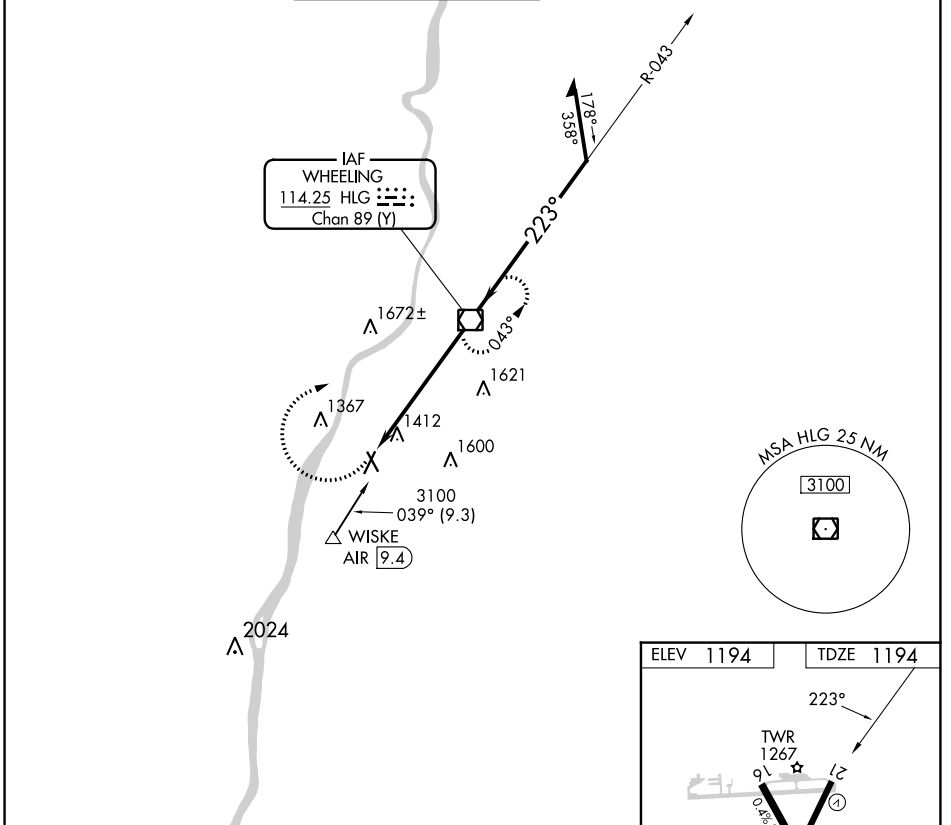 R-043
178°
358°
IAF
WHEELING
114.25 HLG
Chan 89 (Y)
223°
043°
1672±
1621
1367
1412
1600
3100
039° (9.3)
WISKE
AIR 9.4
MSA HLG 25 NM
3100
2024
ELEV 1194
TDZE 1194
223°
TWR
1267
16
21
V
0.4%